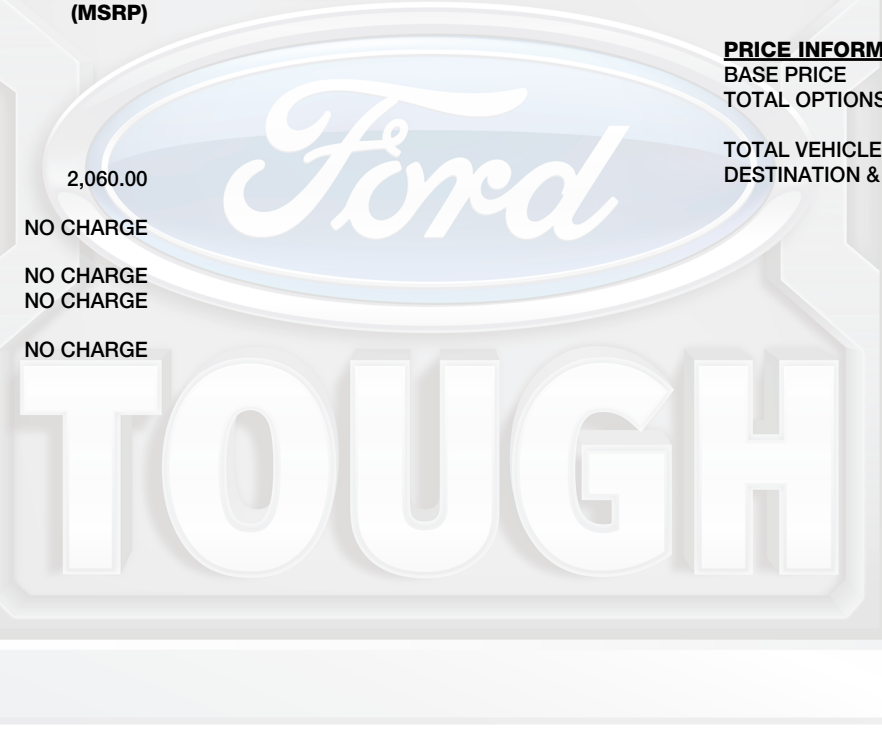 (MSRP)
2,060.00
NO CHARGE
NO CHARGE
NO CHARGE
NO CHARGE
PRICE INFORM
BASE PRICE
TOTAL OPTIONS
TOTAL VEHICLE
DESTINATION &
Ford
TOUGH